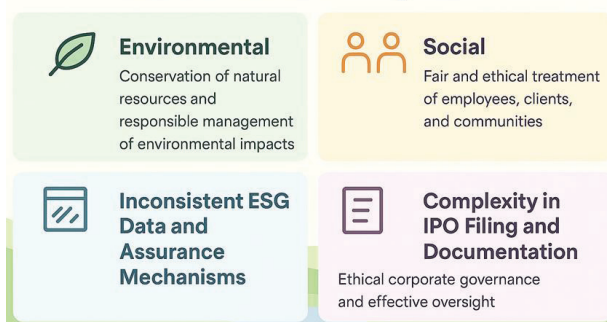 Environmental
Conservation of natural
resources and
responsible management
of environmental impacts
Social
Fair and ethical treatment
of employees, clients,
and communities
Inconsistent ESG
Data and
Assurance
Mechanisms
Complexity in
IPO Filing and
Documentation
Ethical corporate governance
and effective oversight